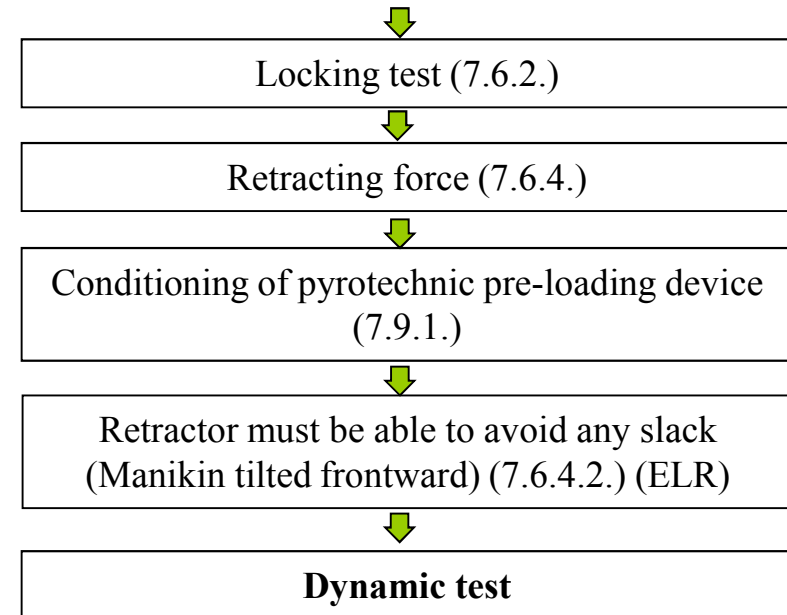 Locking test (7.6.2.)
Retracting force (7.6.4.)
Conditioning of pyrotechnic pre-loading device
(7.9.1.)
Retractor must be able to avoid any slack
(Manikin tilted frontward) (7.6.4.2.) (ELR)
Dynamic test